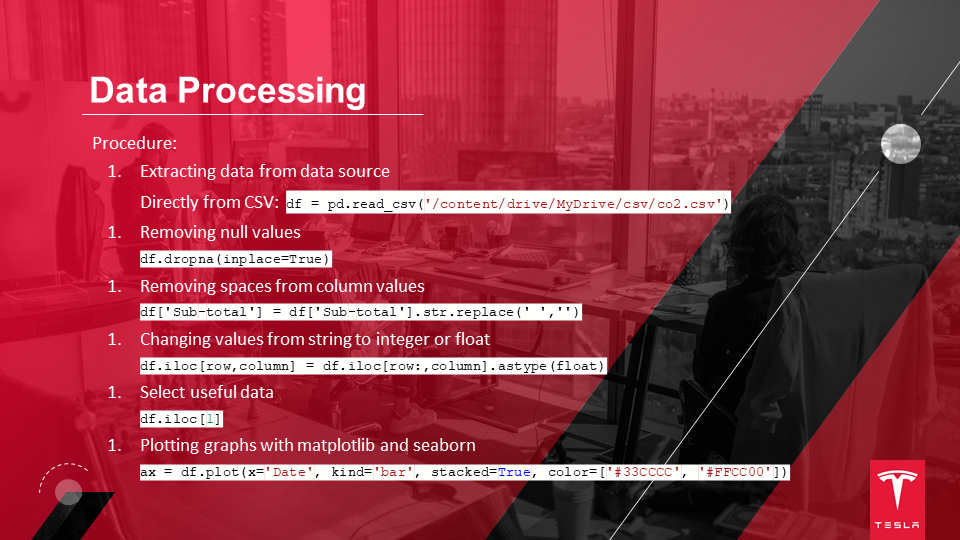 Data Processing
Procedure:
1. Extracting data from data source
Directly from CSV: df = pd.read_csv('/content/drive/MyDrive/csv/co2.csv')
1. Removing null values
df.dropna(inplace=True)
1. Removing spaces from column values
df['Sub-total'] = df['Sub-total'].str.replace(' ','')
1. Changing values from string to integer or float
df.iloc[row,column] = df.iloc[row:,column].astype(float)
1. Select useful data
df.iloc[1]
1. Plotting graphs with matplotlib and seaborn
ax = df.plot(x='Date', kind='bar', stacked=True, color=['#33CCCC', '#FFCC00'])
TESLA